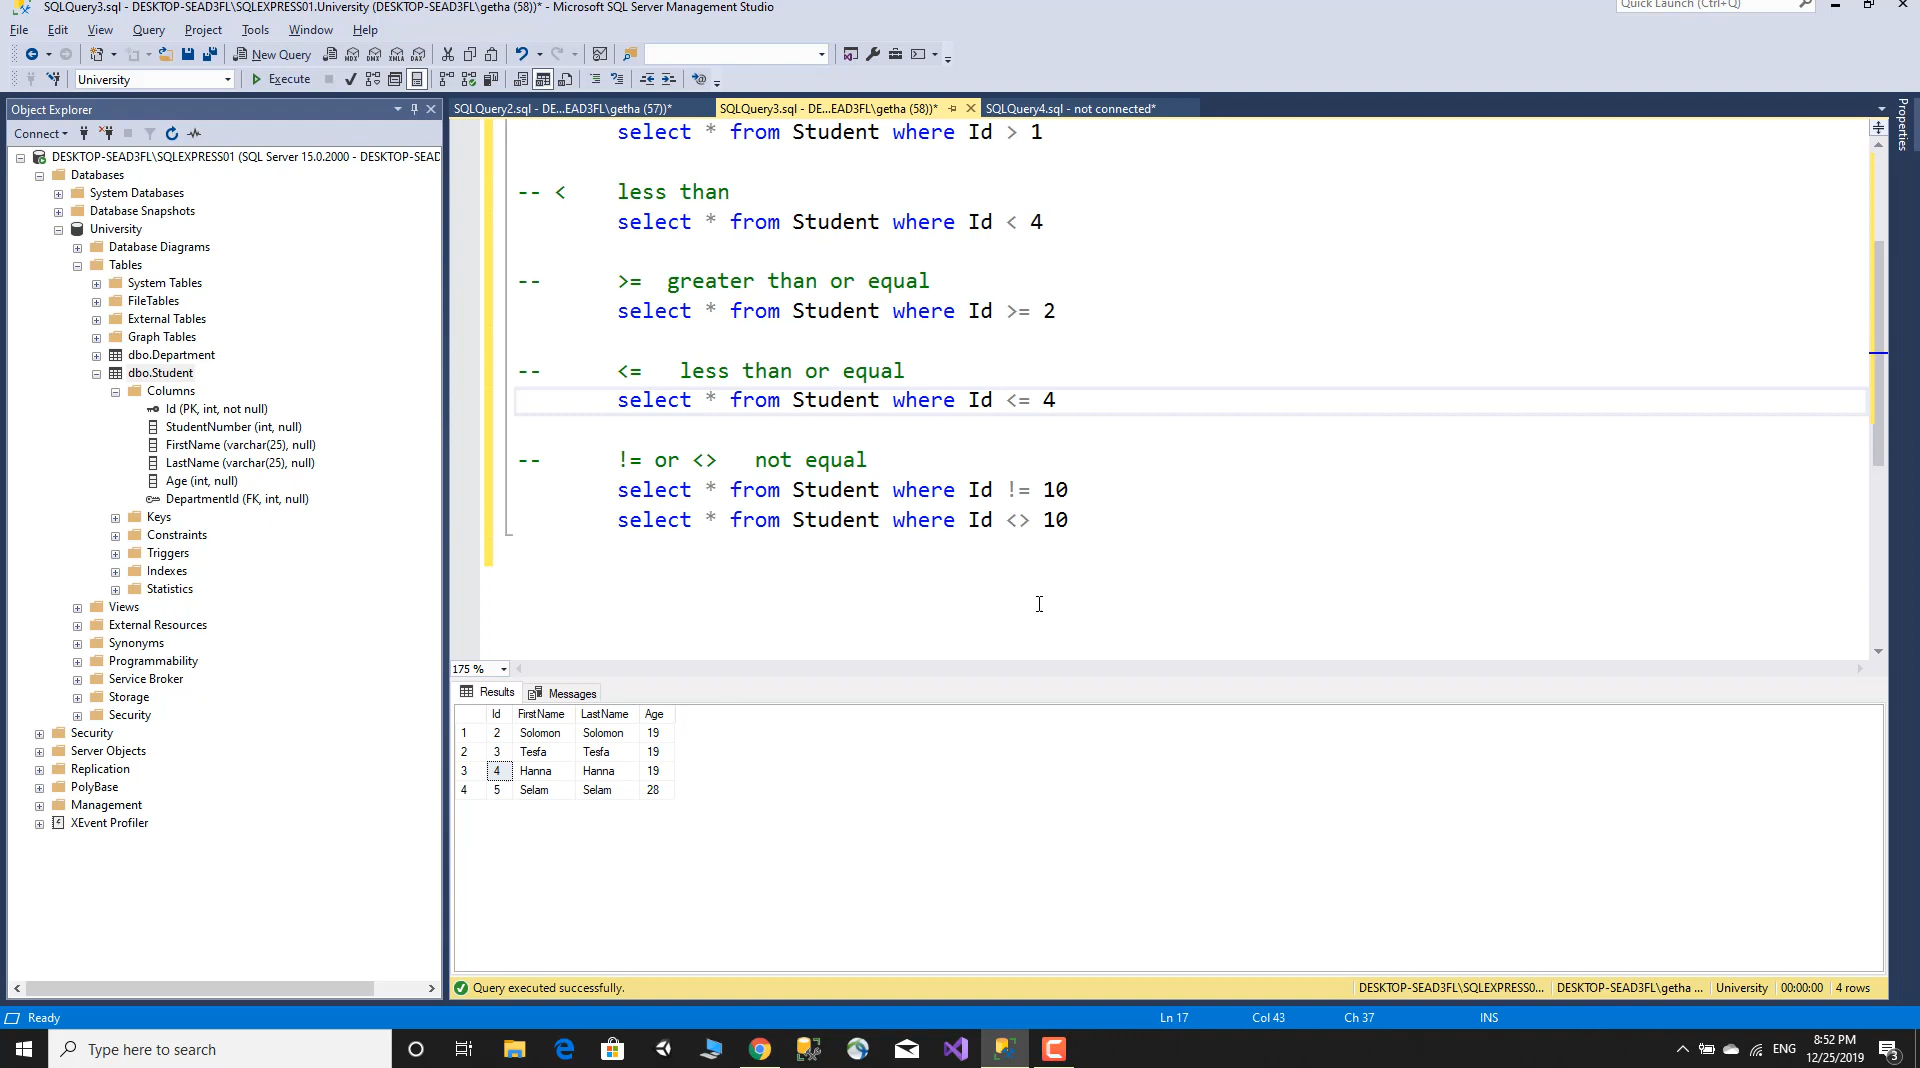 SQLQuery3.sql - DESKTOP-SEAD3FL\SQLEXPRESS01.University (DESKTOP-SEAD3FL\getha (58))* - Microsoft SQL Server Management Studio
Quick Launch (Ctrl+Q)
File Edit View Query Project Tools Window Help
New Query
University Execute
Object Explorer
SQLQuery2.sql - DE...EAD3FL\getha (57))* SQLQuery3.sql - DE...EAD3FL\getha (58))* SQLQuery4.sql - not connected*
Properties
Connect
DESKTOP-SEAD3FL\SQLEXPRESS01 (SQL Server 15.0.2000 - DESKTOP-SEAD
Databases
System Databases
Database Snapshots
University
Database Diagrams
Tables
System Tables
FileTables
External Tables
Graph Tables
dbo.Department
dbo.Student
Columns
Id (PK, int, not null)
StudentNumber (int, null)
FirstName (varchar(25), null)
LastName (varchar(25), null)
Age (int, null)
DepartmentId (FK, int, null)
Keys
Constraints
Triggers
Indexes
Statistics
Views
External Resources
Synonyms
Programmability
Service Broker
Storage
Security
Security
Server Objects
Replication
PolyBase
Management
XEvent Profiler
select * from Student where Id > 1
-- < less than
select * from Student where Id < 4
-- >= greater than or equal
select * from Student where Id >= 2
-- <= less than or equal
select * from Student where Id <= 4
-- != or <> not equal
select * from Student where Id != 10
select * from Student where Id <> 10
175 %
Results Messages
Id FirstName LastName Age
1 2 Solomon Solomon 19
2 3 Tesfa Tesfa 19
3 4 Hanna Hanna 19
4 5 Selam Selam 28
Query executed successfully. DESKTOP-SEAD3FL\SQLEXPRESS0... DESKTOP-SEAD3FL\getha ... University 00:00:00 4 rows
Ready Ln 17 Col 43 Ch 37 INS
Type here to search
ENG
8:52 PM
12/25/2019
3